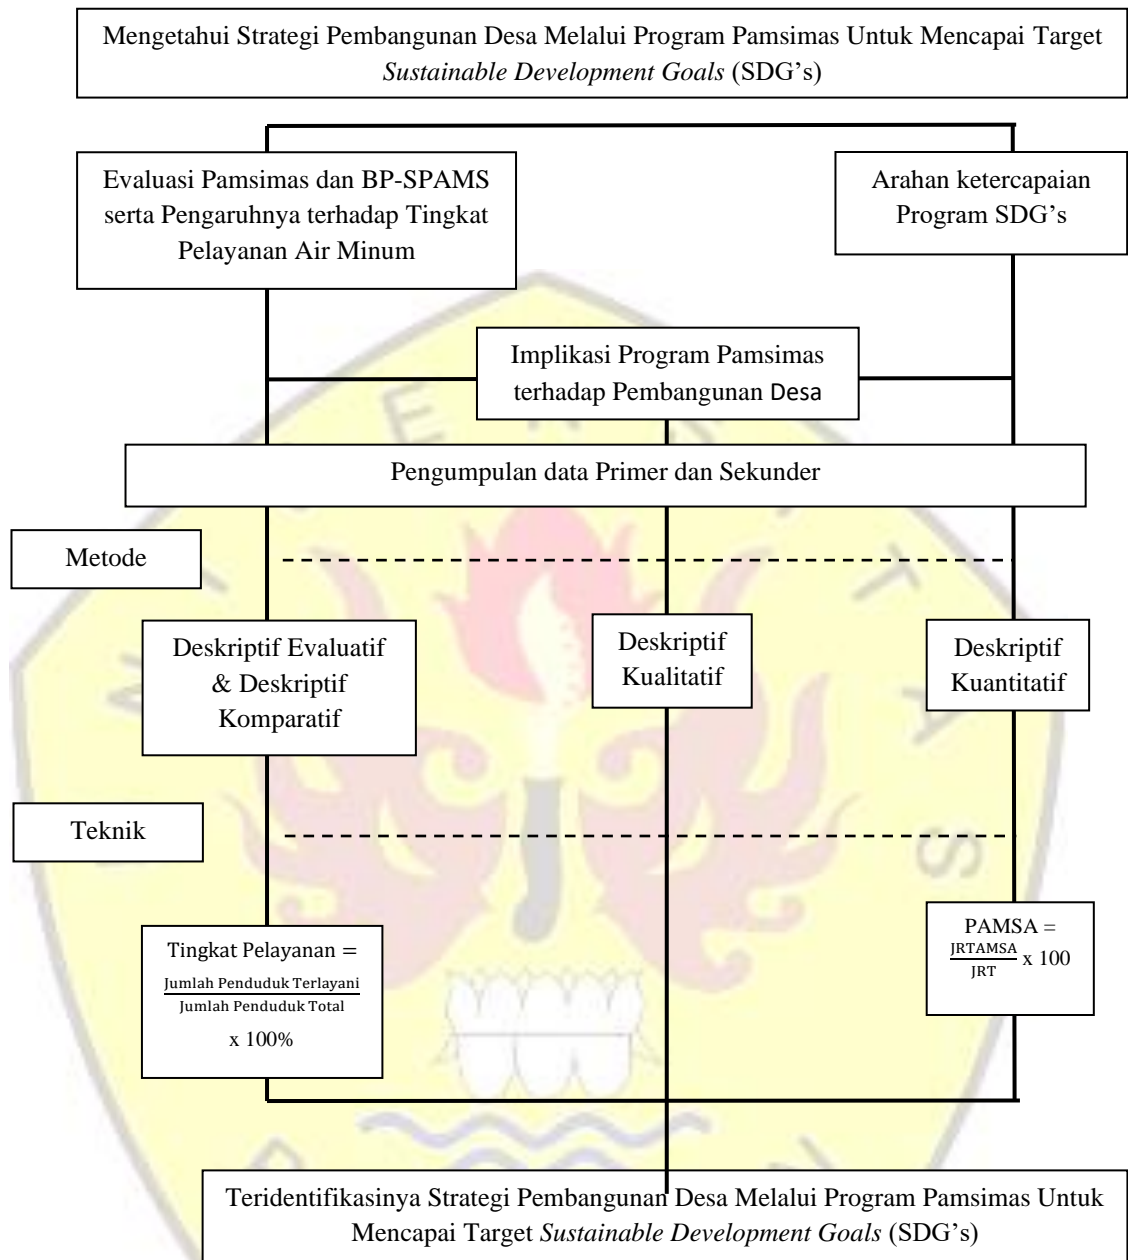 Mengetahui Strategi Pembangunan Desa Melalui Program Pamsimas Untuk Mencapai Target
Sustainable Development Goals (SDG's)
Evaluasi Pamsimas dan BP-SPAMS
serta Pengaruhnya terhadap Tingkat
Pelayanan Air Minum
Arahan ketercapaian
Program SDG's
Implikasi Program Pamsimas
terhadap Pembangunan Desa
Pengumpulan data Primer dan Sekunder
Metode
Deskriptif Evaluatif
& Deskriptif
Komparatif
Deskriptif
Kualitatif
Deskriptif
Kuantitatif
Teknik
Tingkat Pelayanan =
Jumlah Penduduk Terlayani
Jumlah Penduduk Total
x 100%
PAMSA =
JRTAMSA
JRT
x 100
Teridentifikasinya Strategi Pembangunan Desa Melalui Program Pamsimas Untuk
Mencapai Target Sustainable Development Goals (SDG's)